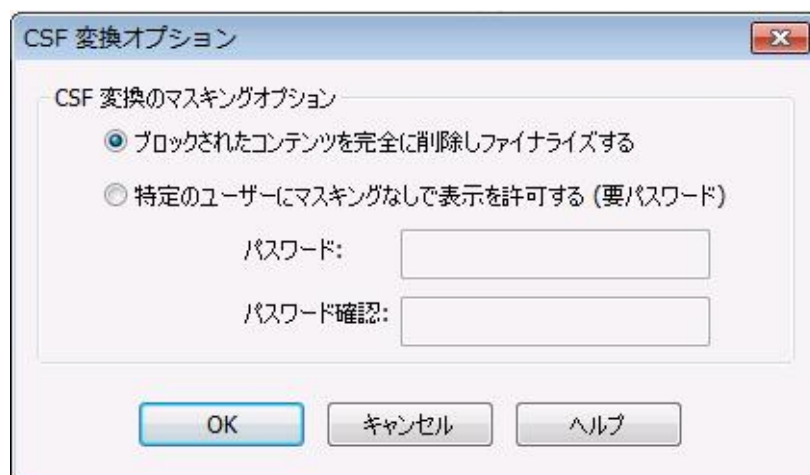 CSF 変換オプション
CSF 変換のマスキングオプション
ブロックされたコンテンツを完全に削除しファイナライズする
特定のユーザーにマスキングなしで表示を許可する (要パスワード)
パスワード:
パスワード確認:
OK キャンセル ヘルプ